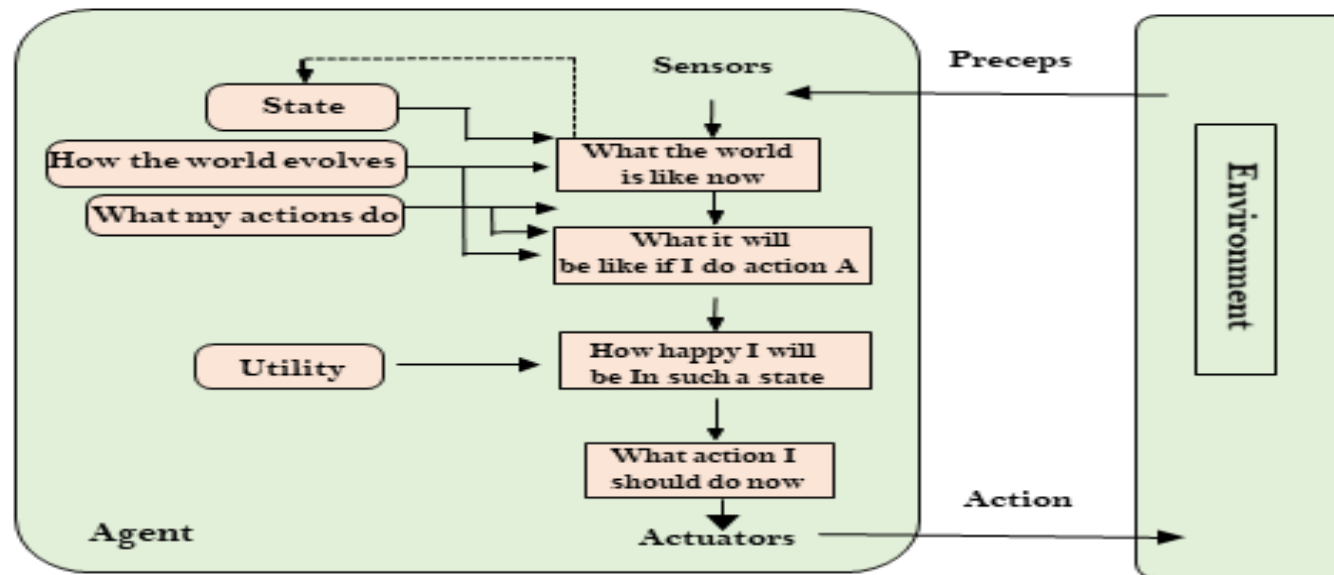 Sensors
Preceps
State
How the world evolves
What my actions do
What the world
is like now
What it will
be like if I do action A
Utility
How happy I will
be In such a state
What action I
should do now
Agent
Actuators
Action
Environment